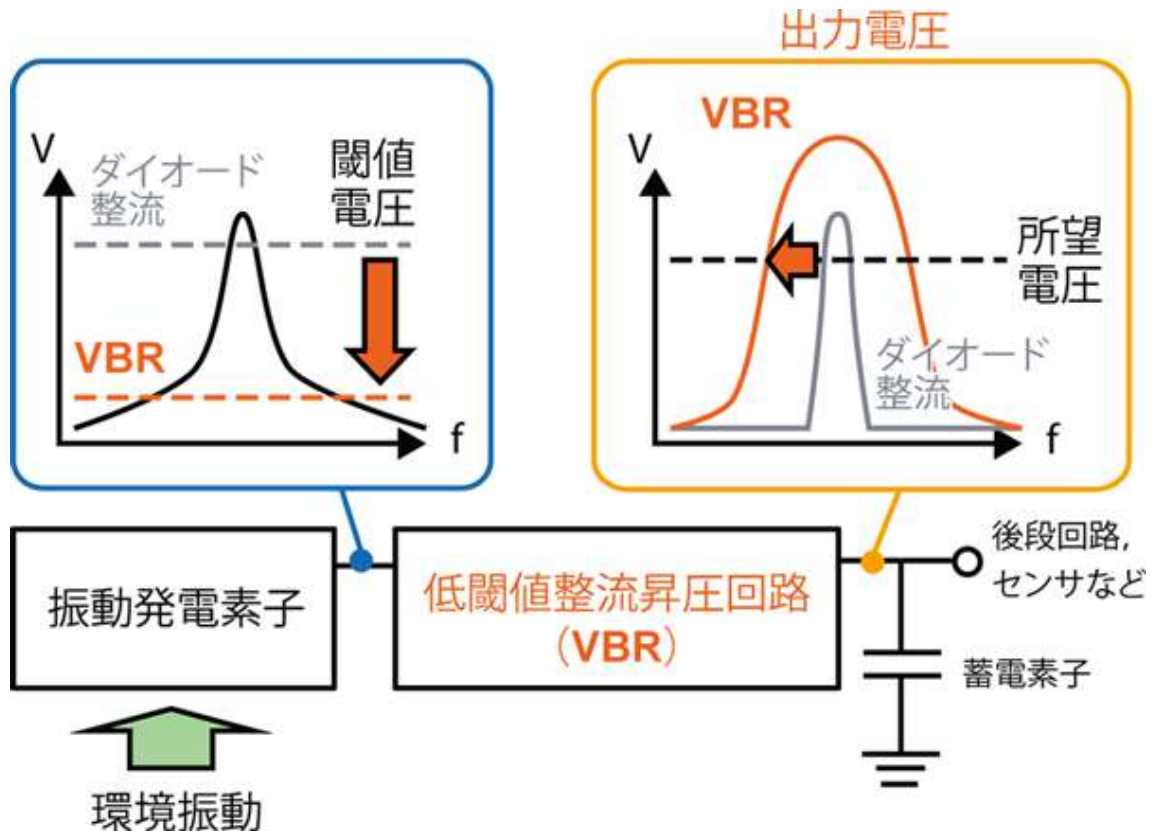 出力電圧
V
ダイオード
整流
閾値
電圧
VBR
f
VBR
V
所望
電圧
ダイオード
整流
f
振動発電素子
低閾値整流昇圧回路
（VBR）
後段回路,
センサなど
蓄電素子
環境振動